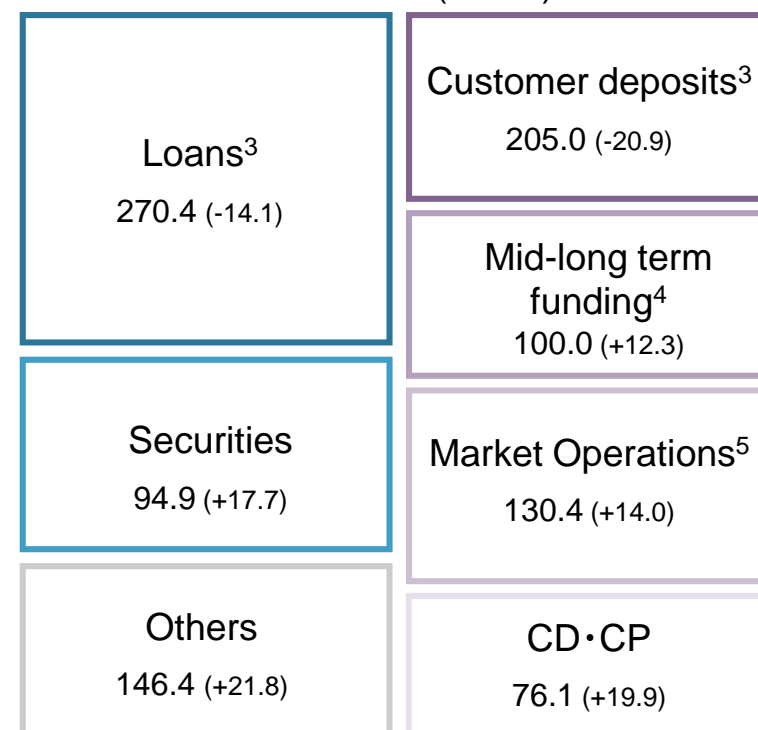 Loans³
270.4 (-14.1)
Securities
94.9 (+17.7)
Others
146.4 (+21.8)
Customer deposits³
205.0 (-20.9)
Mid-long term
funding⁴
100.0 (+12.3)
Market Operations⁵
130.4 (+14.0)
CD・CP
76.1 (+19.9)